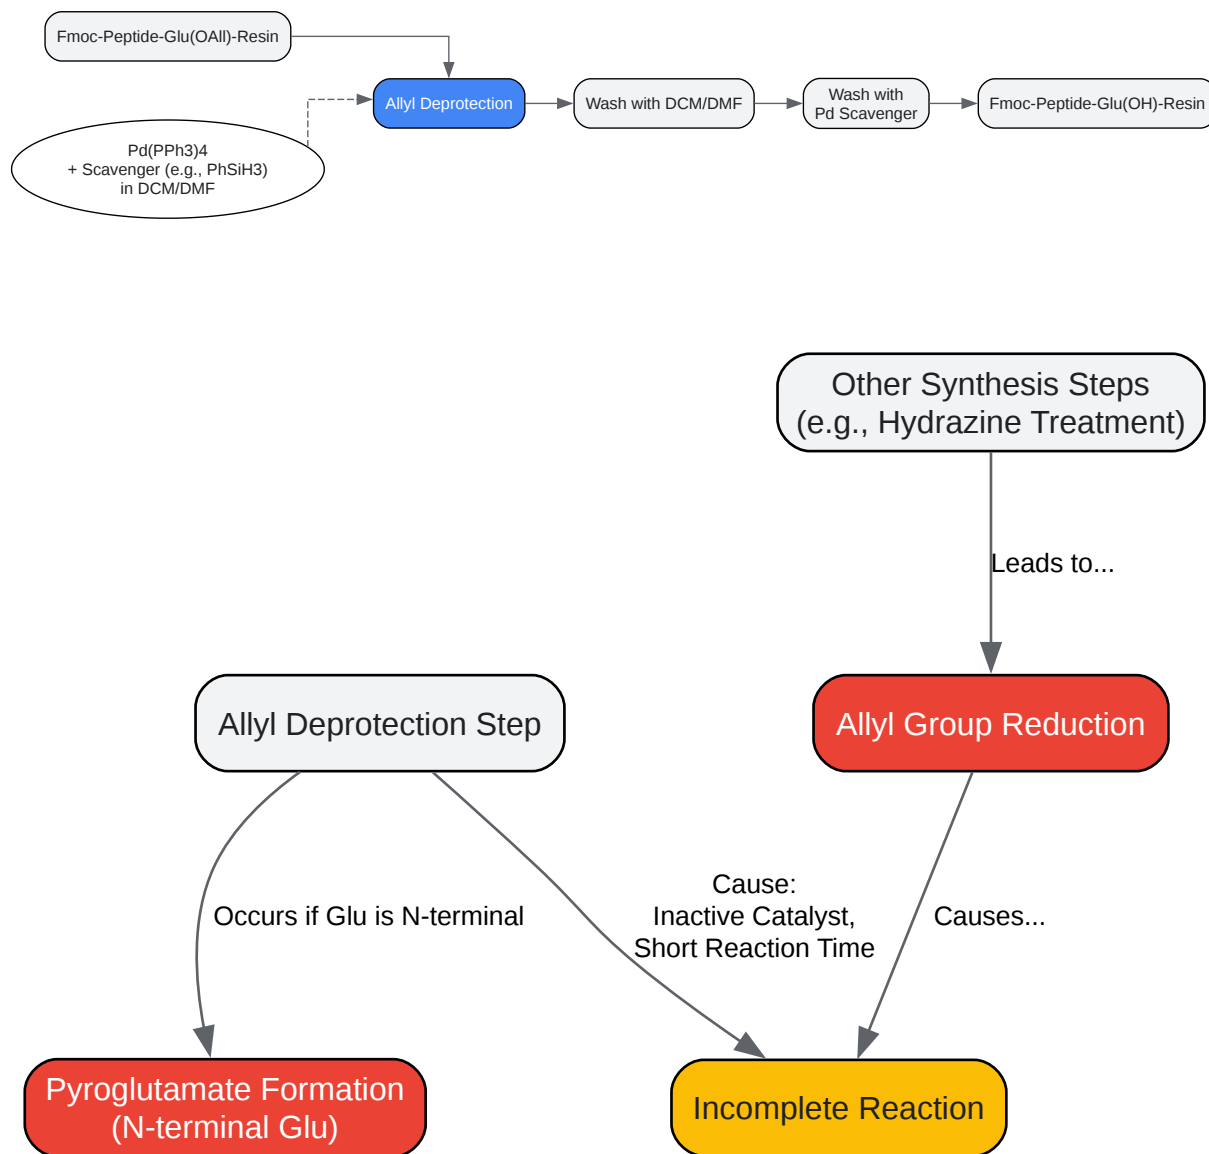 Fmoc-Peptide-Glu(OAll)-Resin
Allyl Deprotection
Wash with DCM/DMF
Wash with
Pd Scavenger
Fmoc-Peptide-Glu(OH)-Resin
Pd(PPh3)4
+ Scavenger (e.g., PhSiH3)
in DCM/DMF
Other Synthesis Steps
(e.g., Hydrazine Treatment)
Leads to...
Allyl Deprotection Step
Allyl Group Reduction
Occurs if Glu is N-terminal
Cause:
Inactive Catalyst,
Short Reaction Time
Causes...
Pyroglutamate Formation
(N-terminal Glu)
Incomplete Reaction